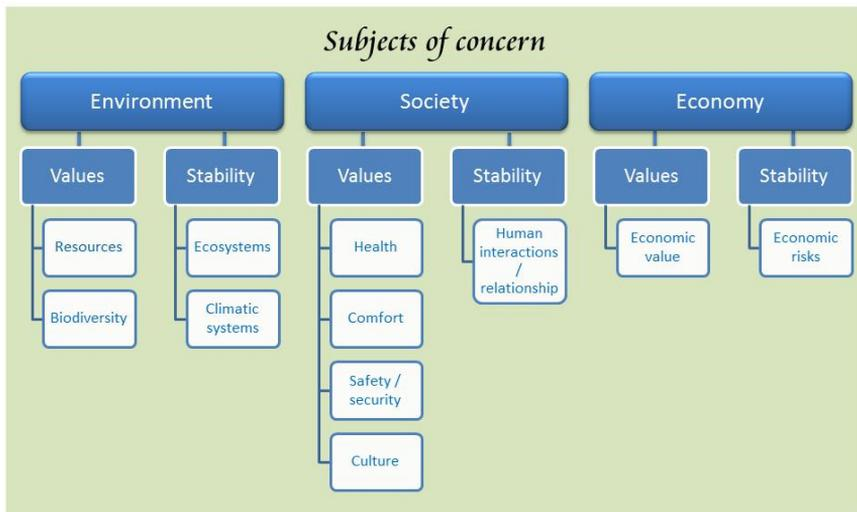 Subjects of concern
Environment
Society
Economy
Values
Stability
Values
Stability
Values
Stability
Resources
Ecosystems
Health
Human
interactions
/
relationship
Economic
value
Economic
risks
Biodiversity
Climatic
systems
Comfort
Safety /
security
Culture